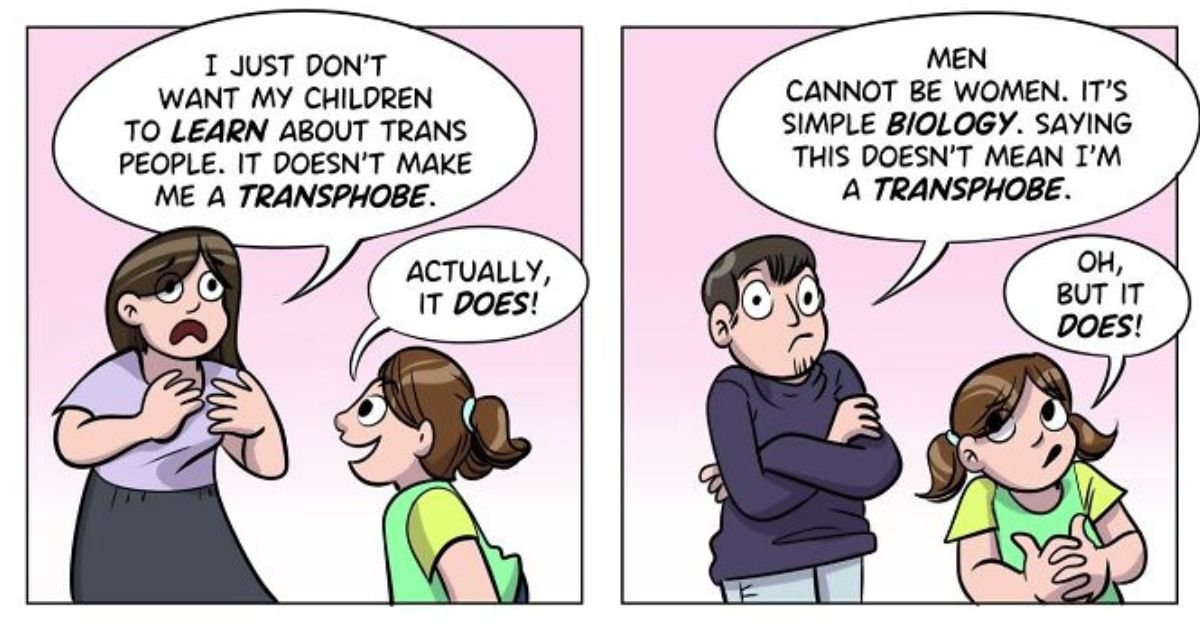 I JUST DON'T
WANT MY CHILDREN
TO LEARN ABOUT TRANS
PEOPLE. IT DOESN'T MAKE
ME A TRANSPHOBE.
ACTUALLY,
IT DOES!
MEN
CANNOT BE WOMEN. IT'S
SIMPLE BIOLOGY. SAYING
THIS DOESN'T MEAN I'M
A TRANSPHOBE.
OH,
BUT IT
DOES!